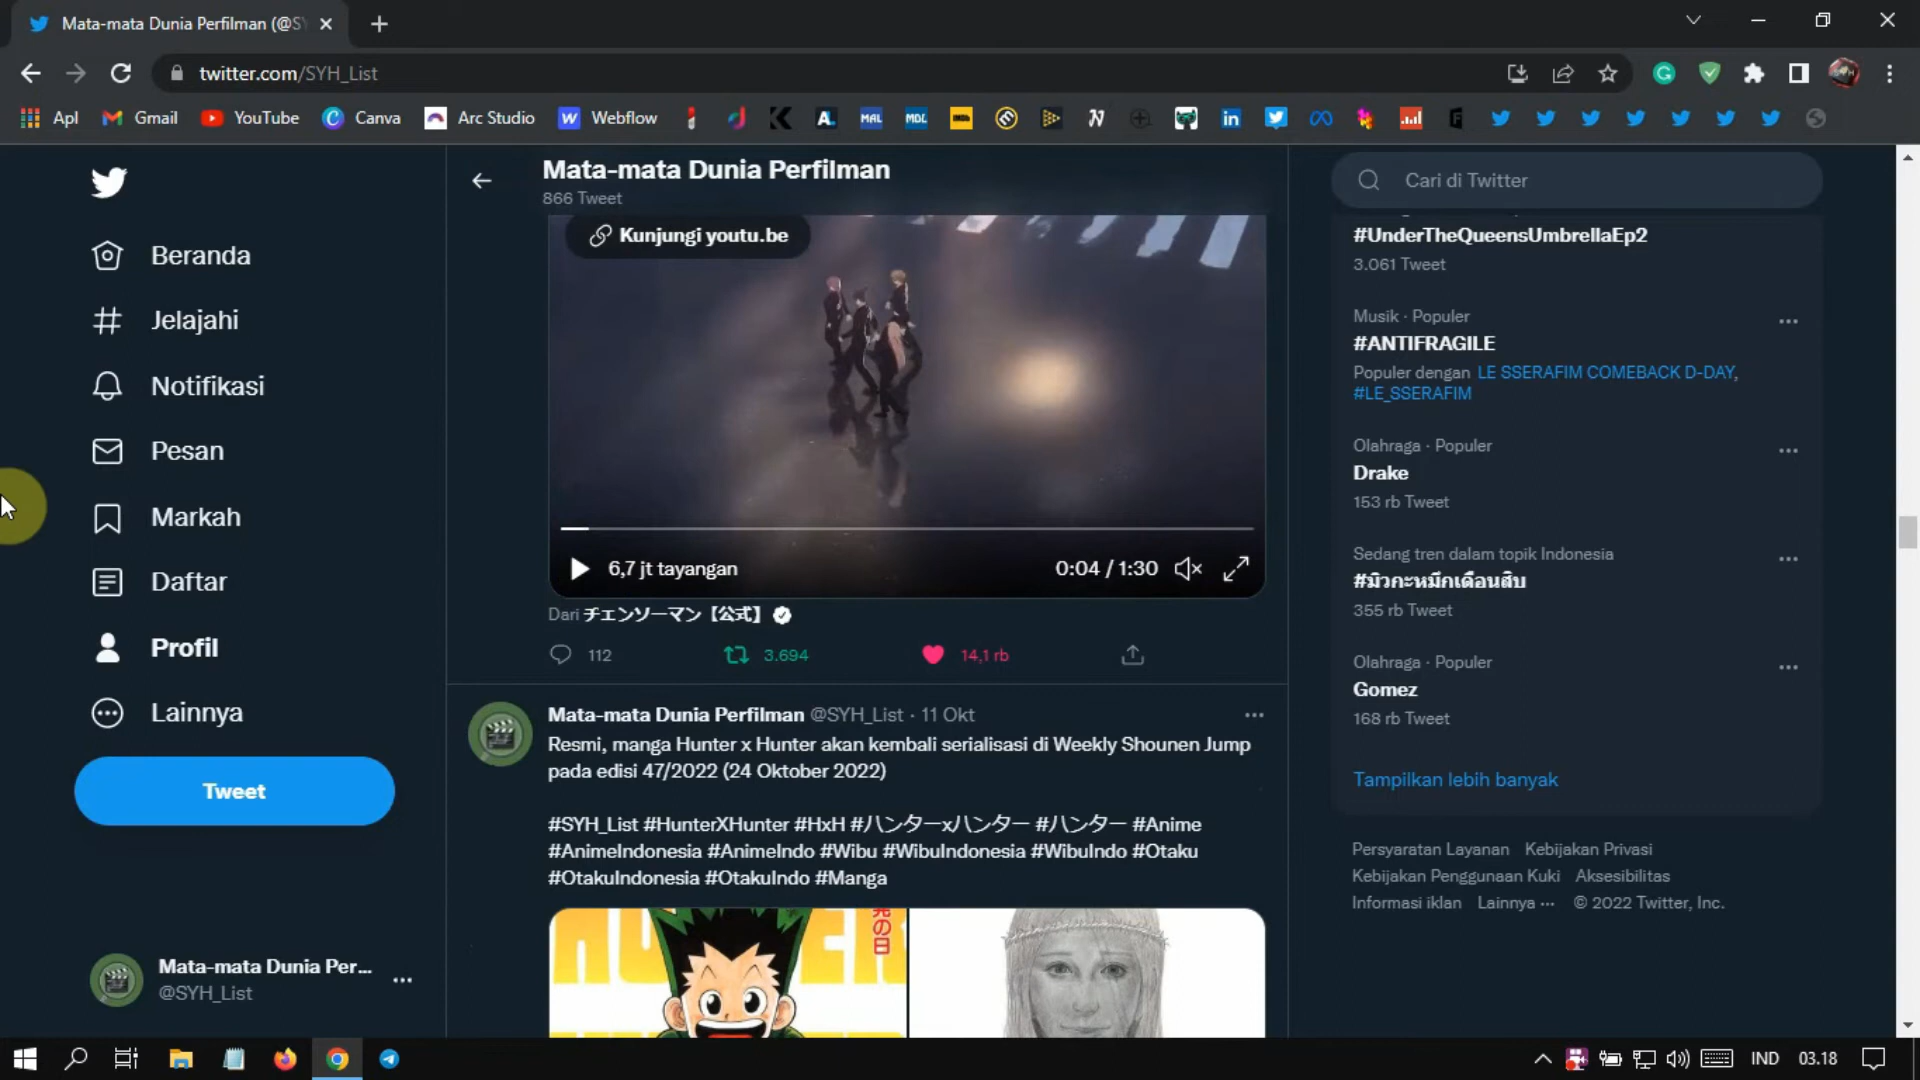 Mata-mata Dunia Perfilman (@SY
twitter.com/SYH_List
Apl
Gmail
YouTube
Canva
Arc Studio
Webflow
MAL
MDL
IMDb
Mata-mata Dunia Perfilman
866 Tweet
Cari di Twitter
Beranda
Jelajahi
Notifikasi
Pesan
Markah
Daftar
Profil
Lainnya
Tweet
Mata-mata Dunia Per...
@SYH_List
Kunjungi youtu.be
6,7 jt tayangan
0:04 / 1:30
Dari チェンソーマン【公式】
112
3.694
14,1 rb
Mata-mata Dunia Perfilman @SYH_List · 11 Okt
Resmi, manga Hunter x Hunter akan kembali serialisasi di Weekly Shounen Jump
pada edisi 47/2022 (24 Oktober 2022)
#SYH_List #HunterXHunter #HxH #ハンターxハンター #ハンター #Anime
#AnimeIndonesia #AnimeIndo #Wibu #WibuIndonesia #WibuIndo #Otaku
#OtakuIndonesia #OtakuIndo #Manga
の日
#UnderTheQueensUmbrellaEp2
3.061 Tweet
Musik · Populer
#ANTIFRAGILE
Populer dengan LE SSERAFIM COMEBACK D-DAY,
#LE_SSERAFIM
Olahraga · Populer
Drake
153 rb Tweet
Sedang tren dalam topik Indonesia
#มิวกะหมึกเดือนสิบ
355 rb Tweet
Olahraga · Populer
Gomez
168 rb Tweet
Tampilkan lebih banyak
Persyaratan Layanan Kebijakan Privasi
Kebijakan Penggunaan Kuki Aksesibilitas
Informasi iklan Lainnya ··· © 2022 Twitter, Inc.
IND
03.18